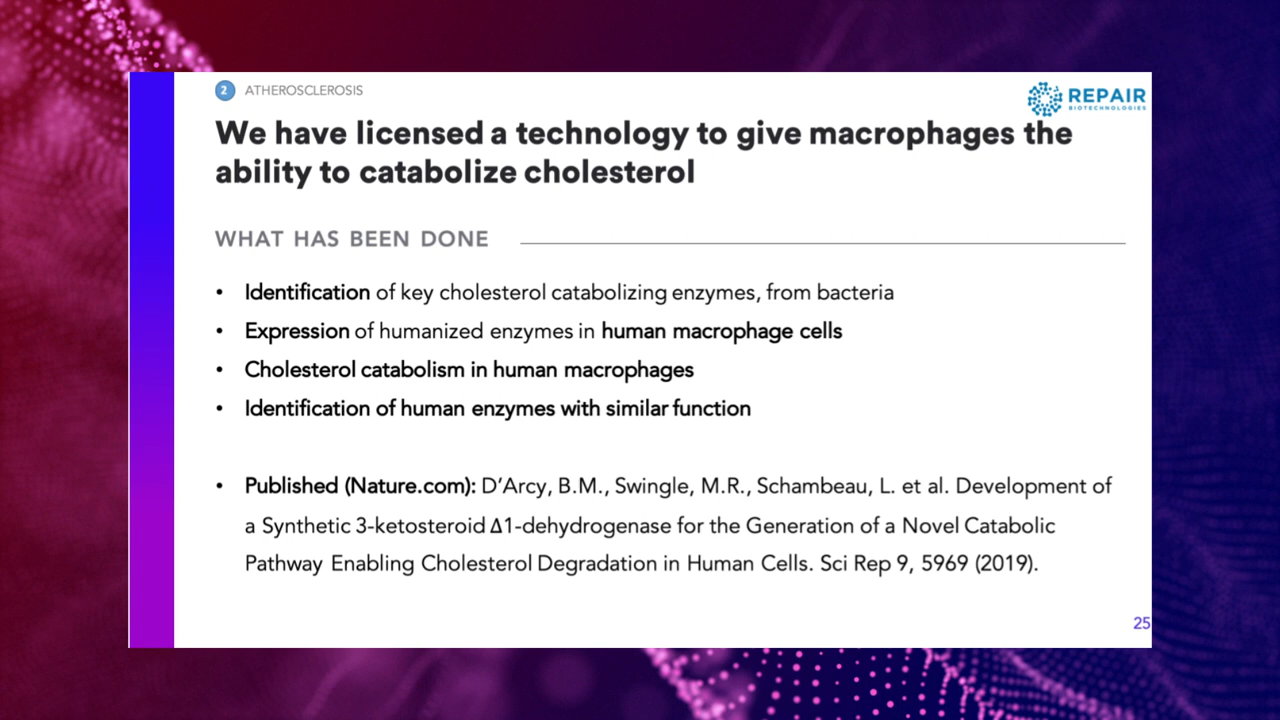 2 ATHEROSCLEROSIS
REPAIR
BIOTECHNOLOGIES
We have licensed a technology to give macrophages the
ability to catabolize cholesterol
WHAT HAS BEEN DONE
• Identification of key cholesterol catabolizing enzymes, from bacteria
• Expression of humanized enzymes in human macrophage cells
• Cholesterol catabolism in human macrophages
• Identification of human enzymes with similar function
• Published (Nature.com): D’Arcy, B.M., Swingle, M.R., Schambeau, L. et al. Development of
a Synthetic 3-ketosteroid Δ1-dehydrogenase for the Generation of a Novel Catabolic
Pathway Enabling Cholesterol Degradation in Human Cells. Sci Rep 9, 5969 (2019).
25